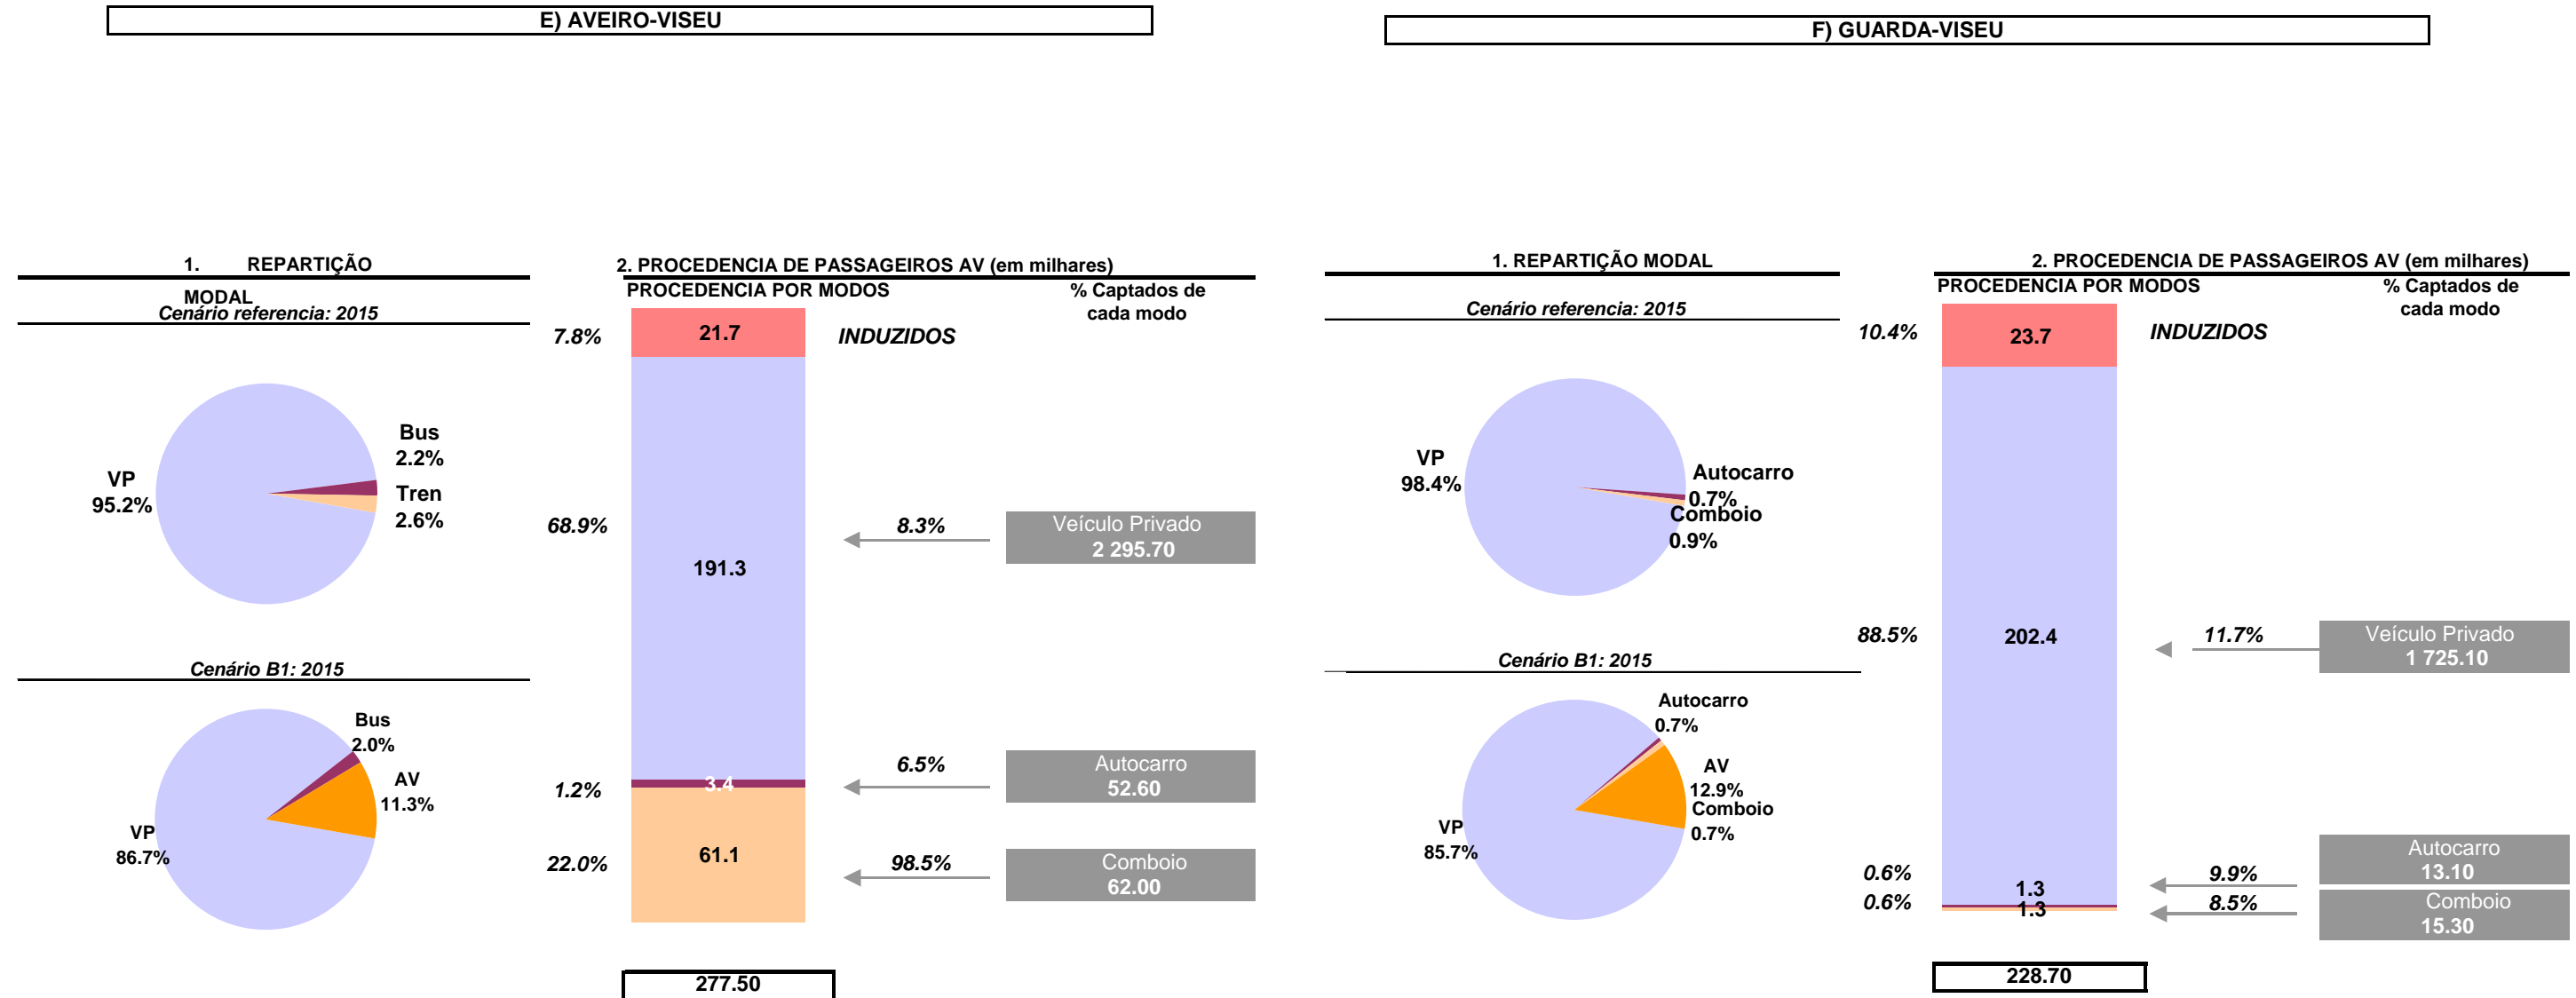 E) AVEIRO-VISEU
1. REPARTIÇÃO
MODAL
Cenário referencia: 2015
VP
95.2%
Bus
2.2%
Tren
2.6%
Cenário B1: 2015
Bus
2.0%
AV
11.3%
VP
86.7%
2. PROCEDENCIA DE PASSAGEIROS AV (em milhares)
PROCEDENCIA POR MODOS
% Captados de
cada modo
7.8%
21.7
INDUZIDOS
68.9%
191.3
8.3%
Veículo Privado
2 295.70
1.2%
3.4
6.5%
Autocarro
52.60
22.0%
61.1
98.5%
Comboio
62.00
277.50
F) GUARDA-VISEU
1. REPARTIÇÃO MODAL
Cenário referencia: 2015
VP
98.4%
Autocarro
0.7%
Comboio
0.9%
Cenário B1: 2015
Autocarro
0.7%
AV
12.9%
Comboio
0.7%
VP
85.7%
2. PROCEDENCIA DE PASSAGEIROS AV (em milhares)
PROCEDENCIA POR MODOS
% Captados de
cada modo
10.4%
23.7
INDUZIDOS
88.5%
202.4
11.7%
Veículo Privado
1 725.10
0.6%
1.3
9.9%
Autocarro
13.10
0.6%
1.3
8.5%
Comboio
15.30
228.70